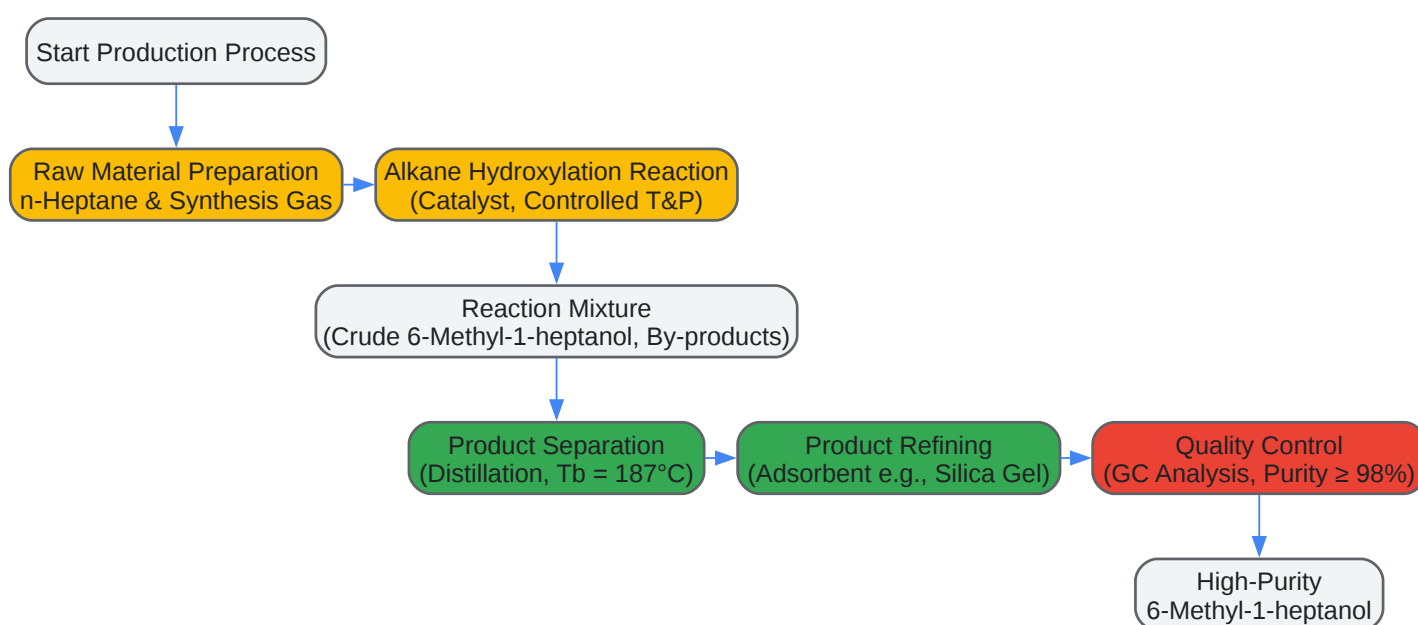 Start Production Process
Raw Material Preparation
n-Heptane & Synthesis Gas
Alkane Hydroxylation Reaction
(Catalyst, Controlled T&P)
Reaction Mixture
(Crude 6-Methyl-1-heptanol, By-products)
Product Separation
(Distillation, Tb = 187°C)
Product Refining
(Adsorbent e.g., Silica Gel)
Quality Control
(GC Analysis, Purity ≥ 98%)
High-Purity
6-Methyl-1-heptanol